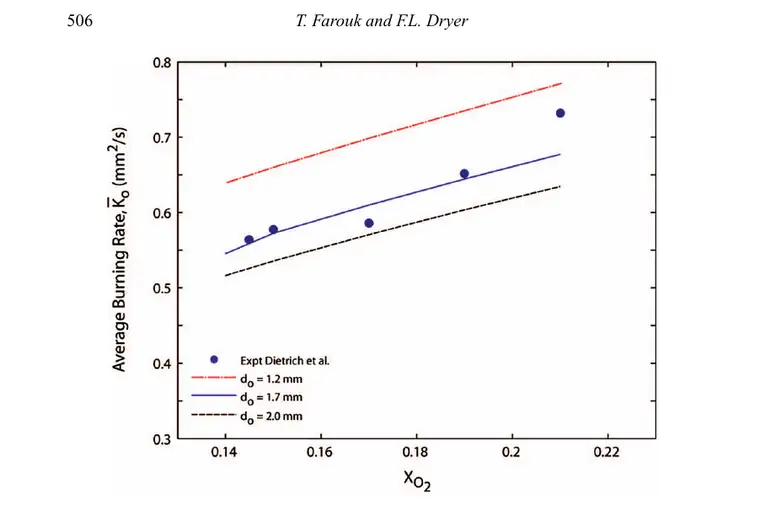 506
T. Farouk and F.L. Dryer
0.8
0.7
0.6
0.5
0.4
0.3
Average Burning Rate, K̅o (mm²/s)
Expt Dietrich et al.
do = 1.2 mm
do = 1.7 mm
do = 2.0 mm
0.14
0.16
0.18
0.2
0.22
XO2